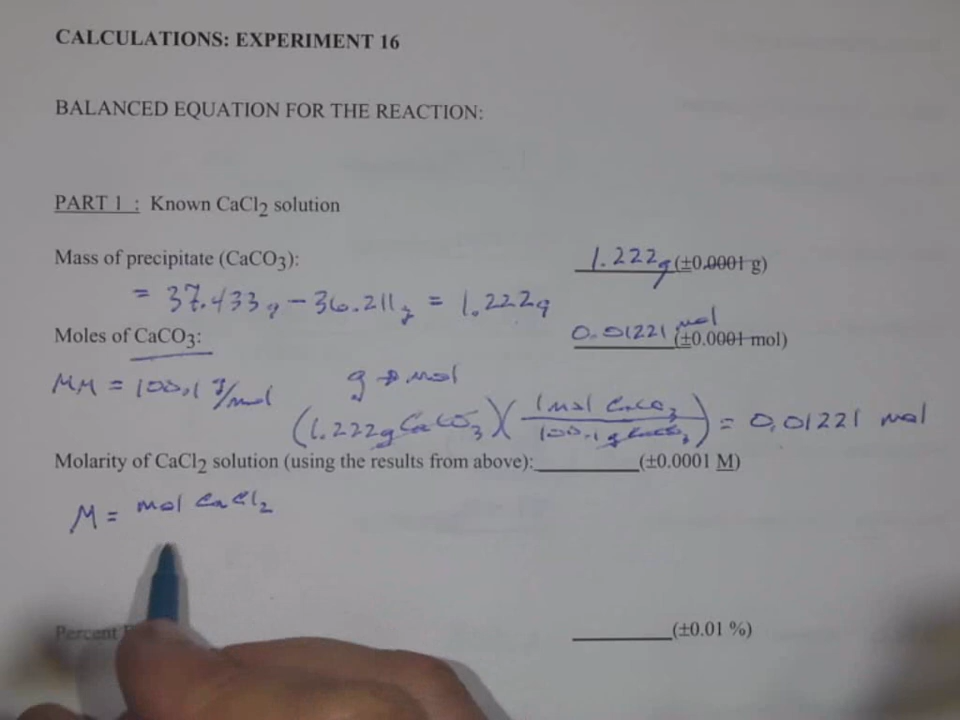 CALCULATIONS: EXPERIMENT 16
BALANCED EQUATION FOR THE REACTION:
PART 1 : Known CaCl2 solution
Mass of precipitate (CaCO3): 1.222g (±0.0001 g)
= 37.433g - 36.211g = 1.222g
Moles of CaCO3: 0.01221 mol (±0.0001 mol)
MM = 100.1 g/mol g → mol
(1.222g CaCO3)(1 mol CaCO3/100.1 g CaCO3) = 0.01221 mol
Molarity of CaCl2 solution (using the results from above):________(±0.0001 M)
M = mol CaCl2
Percent ________(±0.01 %)